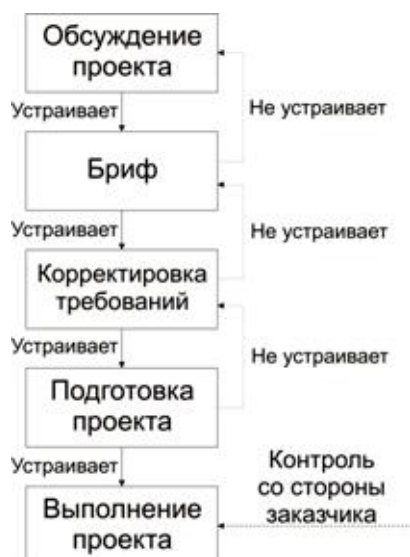 Обсуждение
проекта
Устраивает
Не устраивает
Бриф
Устраивает
Не устраивает
Корректировка
требований
Устраивает
Не устраивает
Подготовка
проекта
Устраивает
Контроль
со стороны
заказчика
Выполнение
проекта